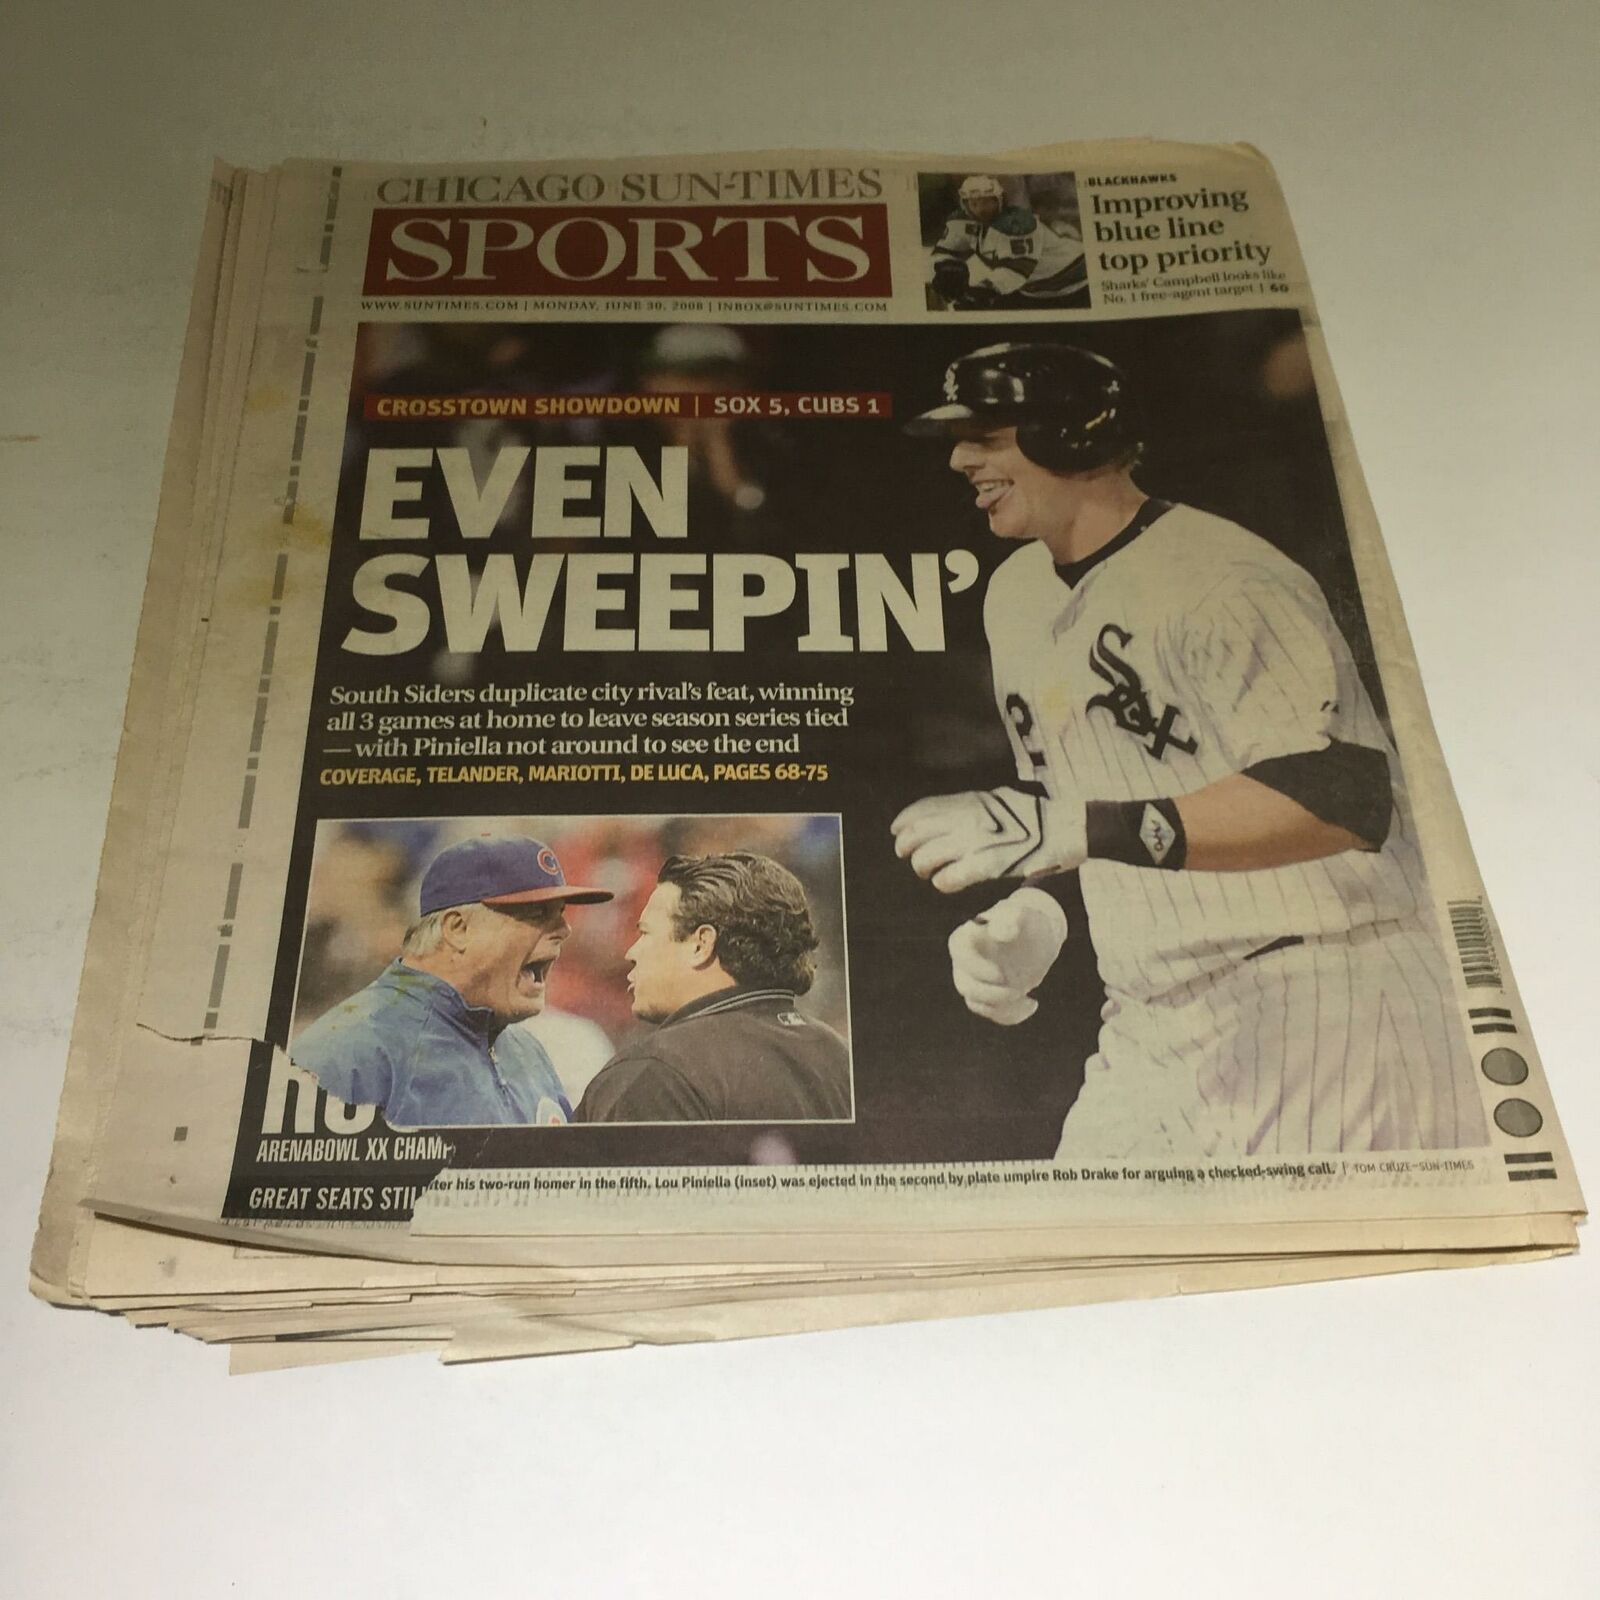 CHICAGO SUN-TIMES
SPORTS
WWW.SUNTIMES.COM | MONDAY, JUNE 30, 2008 | INBOX@SUNTIMES.COM
BLACKHAWKS
Improving
blue line
top priority
Sharks' Campbell looks like
No. 1 free-agent target | 60
51
CROSSTOWN SHOWDOWN | SOX 5, CUBS 1
EVEN
SWEEPIN'
South Siders duplicate city rival's feat, winning
all 3 games at home to leave season series tied
— with Piniella not around to see the end
COVERAGE, TELANDER, MARIOTTI, DE LUCA, PAGES 68-75
Sox
C
ARENABOWL XX CHAMP
GREAT SEATS STIL
fter his two-run homer in the fifth. Lou Piniella (inset) was ejected in the second by plate umpire Rob Drake for arguing a checked-swing call. | TOM CRUZE~SUN-TIMES